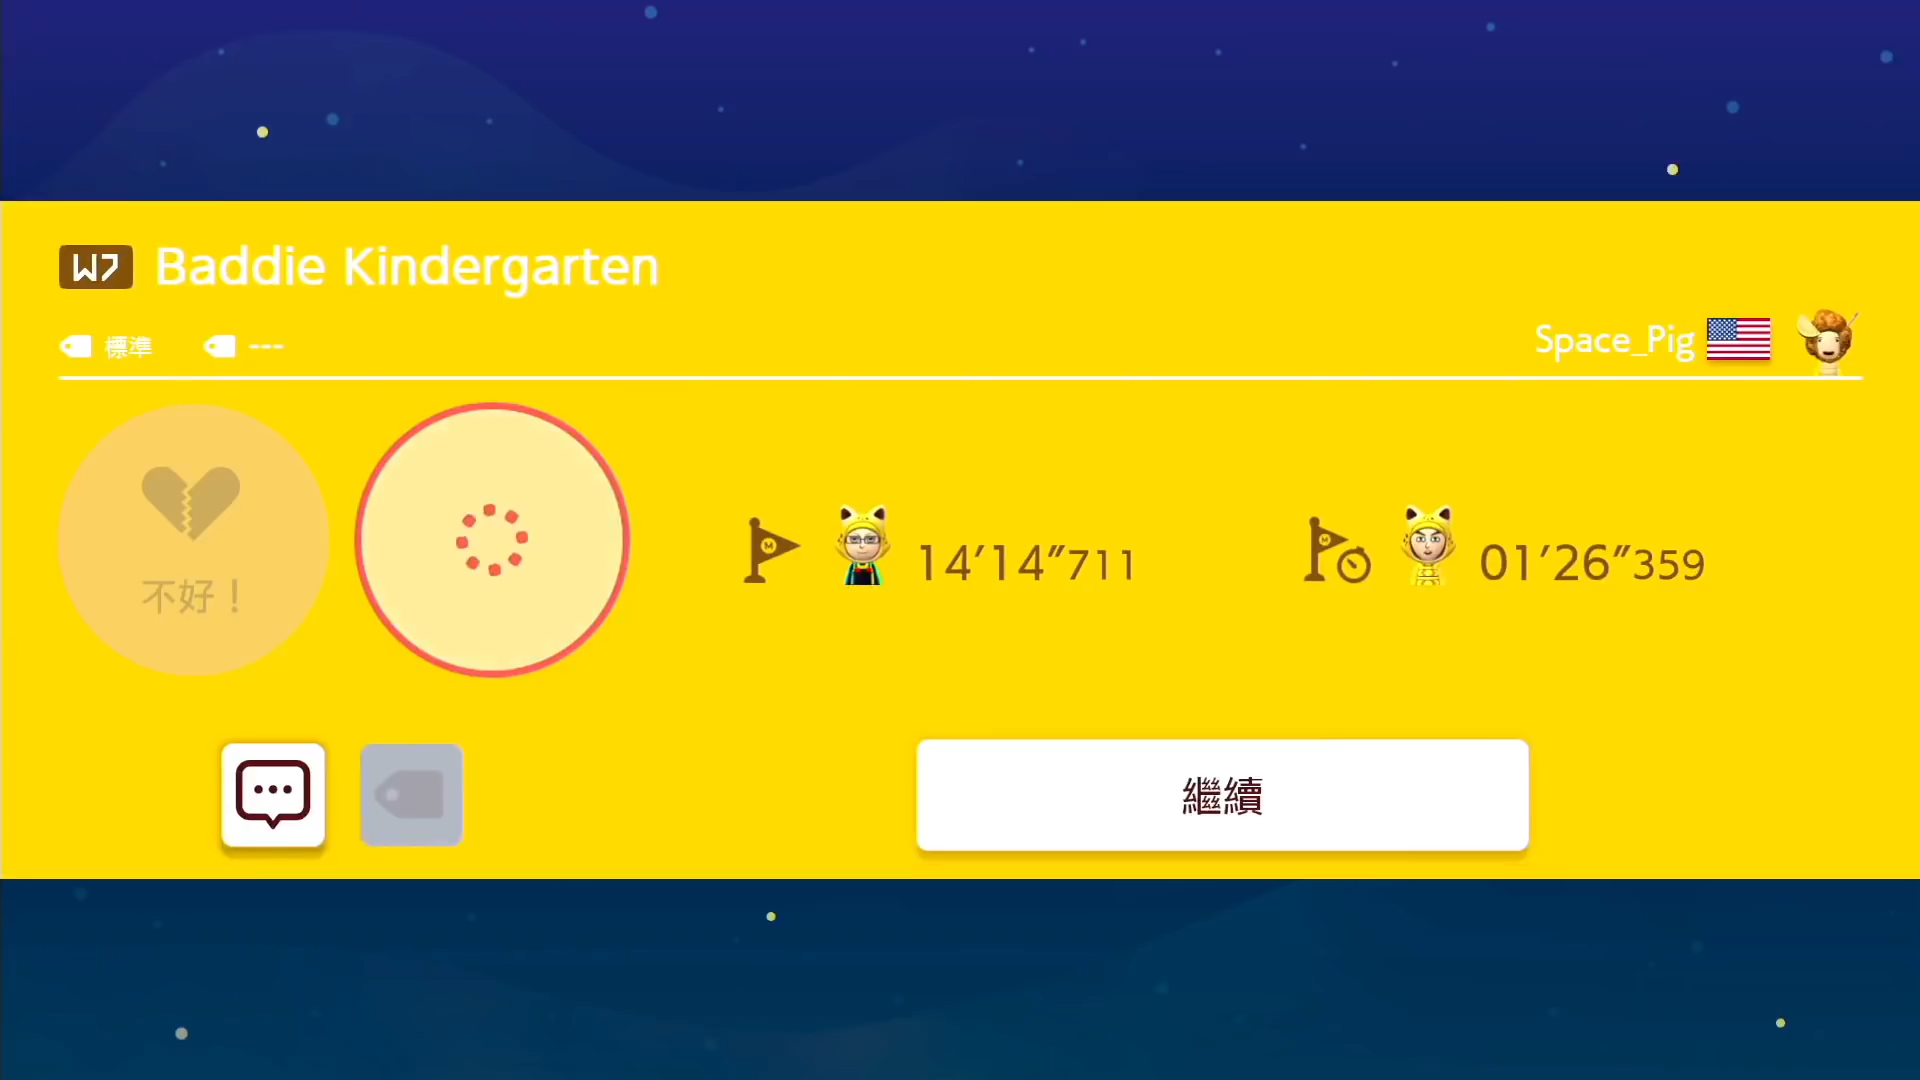 W7 Baddie Kindergarten
標準 ---
Space_Pig
M 14′14″711
M 01′26″359
不好！
繼續